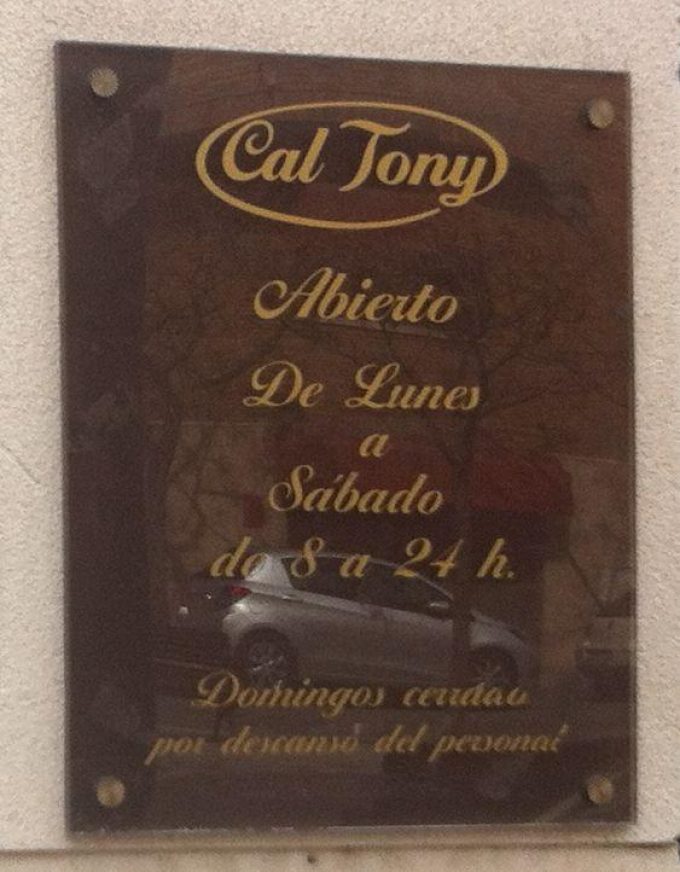 Cal Tony
Abierto
De Lunes
a
Sábado
de 8 a 24 h.
Domingos cerrado
por descanso del personal